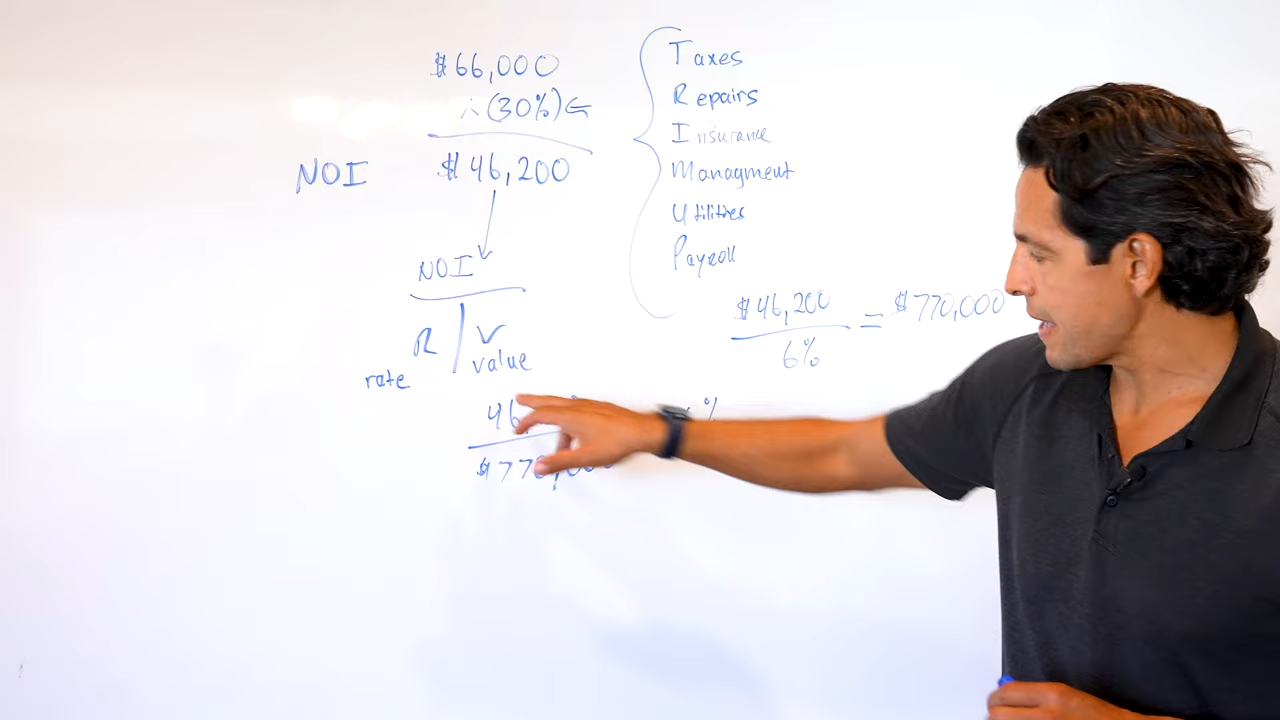 $66,000
(30%)
NOI $46,200
Taxes
Repairs
Insurance
Managment
Utilities
Payroll
NOI
R V
rate value
$46,200 = $770,000
6%
46,
$770,000
%